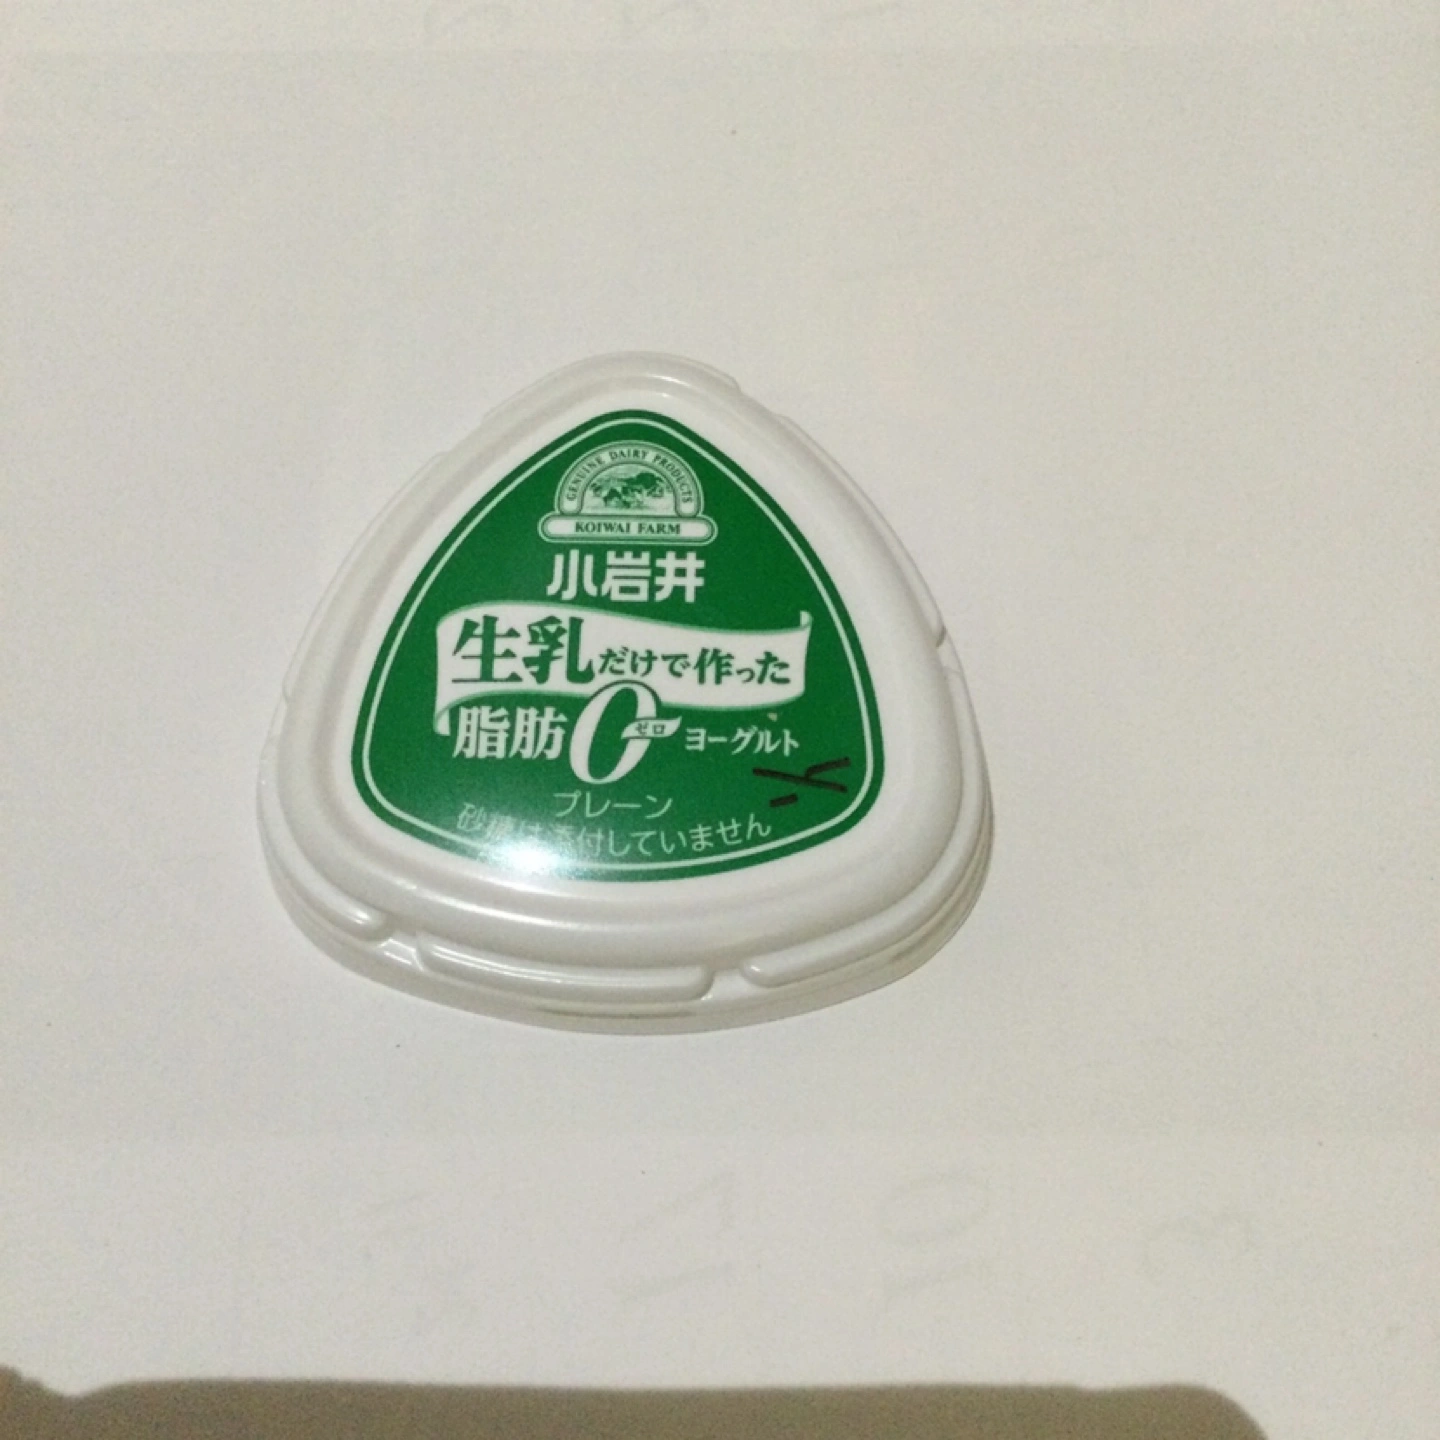 GENUINE DAIRY PRODUCTS
KOIWAI FARM
小岩井
生乳だけで作った
脂肪0ゼロヨーグルト
プレーン
砂糖は添付していません